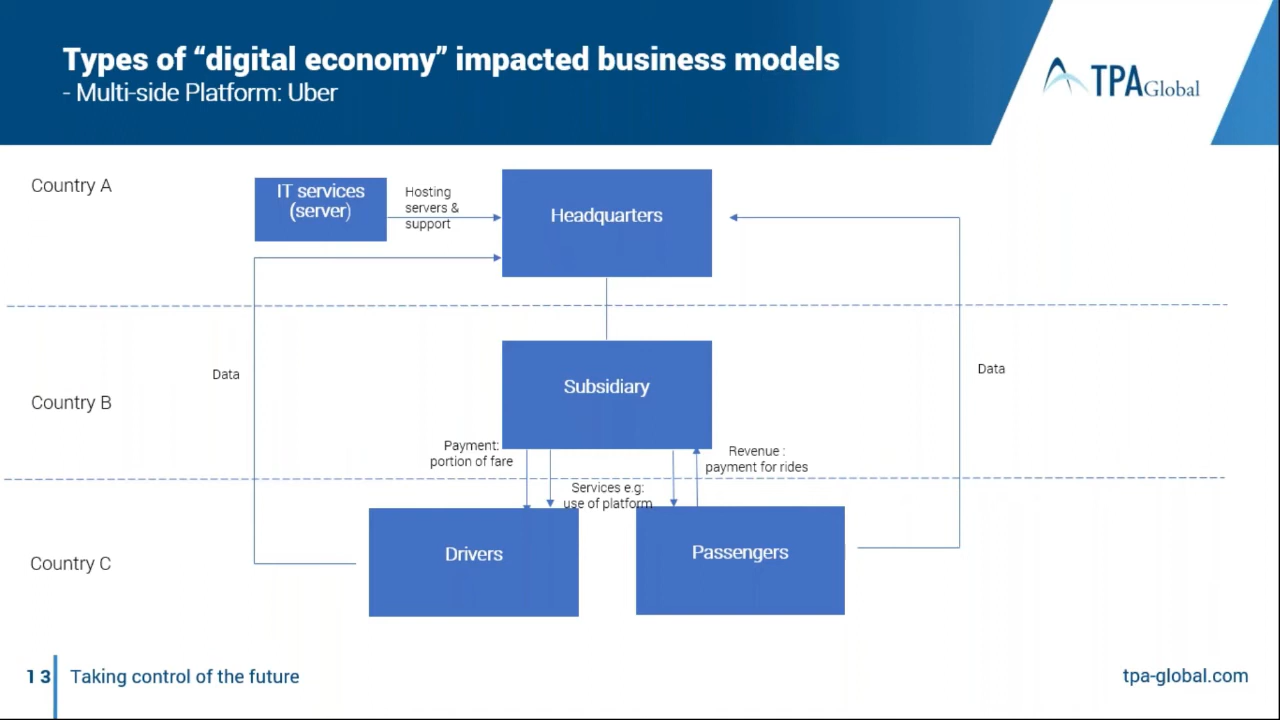 Types of “digital economy” impacted business models
- Multi-side Platform: Uber
TPAGlobal
Country A
IT services
(server)
Hosting
servers &
support
Headquarters
Data
Data
Country B
Subsidiary
Payment:
portion of fare
Revenue :
payment for rides
Services e.g:
use of platform
Country C
Drivers
Passengers
13
Taking control of the future
tpa-global.com